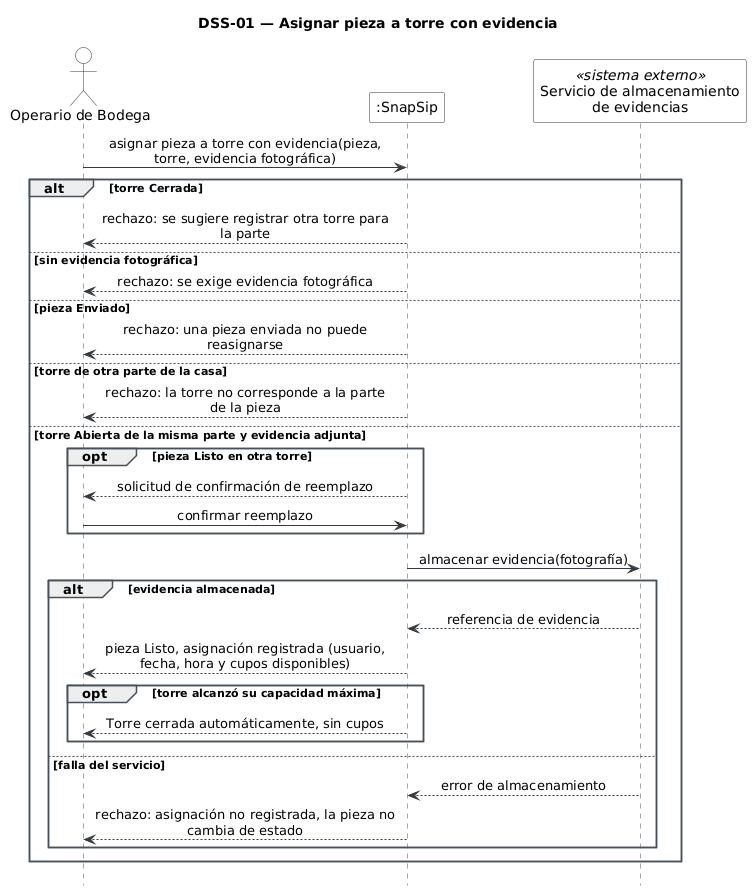 DSS-01 — Asignar pieza a torre con evidencia
Operario de Bodega
:SnapSip
«sistema externo»
Servicio de almacenamiento
de evidencias
asignar pieza a torre con evidencia(pieza,
torre, evidencia fotográfica)
alt [torre Cerrada]
rechazo: se sugiere registrar otra torre para
la parte
[sin evidencia fotográfica]
rechazo: se exige evidencia fotográfica
[pieza Enviado]
rechazo: una pieza enviada no puede
reasignarse
[torre de otra parte de la casa]
rechazo: la torre no corresponde a la parte
de la pieza
[torre Abierta de la misma parte y evidencia adjunta]
opt [pieza Listo en otra torre]
solicitud de confirmación de reemplazo
confirmar reemplazo
almacenar evidencia(fotografía)
alt [evidencia almacenada]
referencia de evidencia
pieza Listo, asignación registrada (usuario,
fecha, hora y cupos disponibles)
opt [torre alcanzó su capacidad máxima]
Torre cerrada automáticamente, sin cupos
[falla del servicio]
error de almacenamiento
rechazo: asignación no registrada, la pieza no
cambia de estado